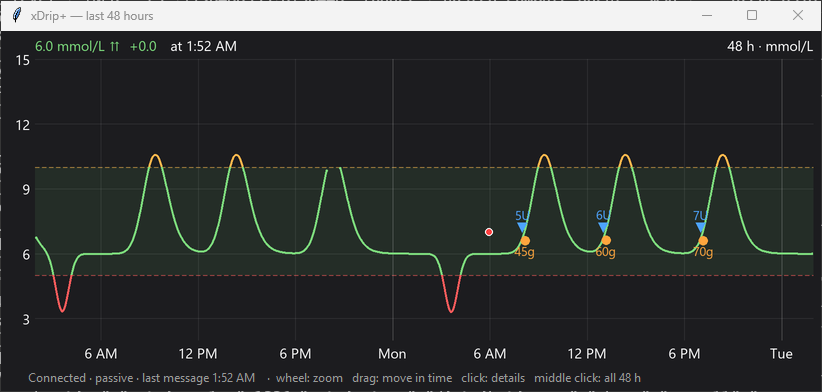 xDrip+ — last 48 hours
6.0 mmol/L ⇈ +0.0 at 1:52 AM 48 h · mmol/L
15
12
9
6
3
5U 6U 7U
45g 60g 70g
6 AM 12 PM 6 PM Mon 6 AM 12 PM 6 PM Tue
Connected · passive · last message 1:52 AM · wheel: zoom drag: move in time click: details middle click: all 48 h